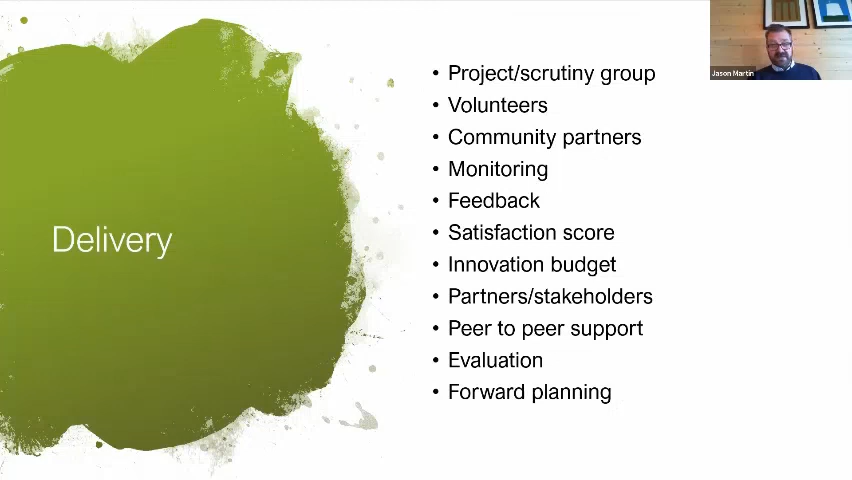 Delivery
• Project/scrutiny group
• Volunteers
• Community partners
• Monitoring
• Feedback
• Satisfaction score
• Innovation budget
• Partners/stakeholders
• Peer to peer support
• Evaluation
• Forward planning
Jason Martin